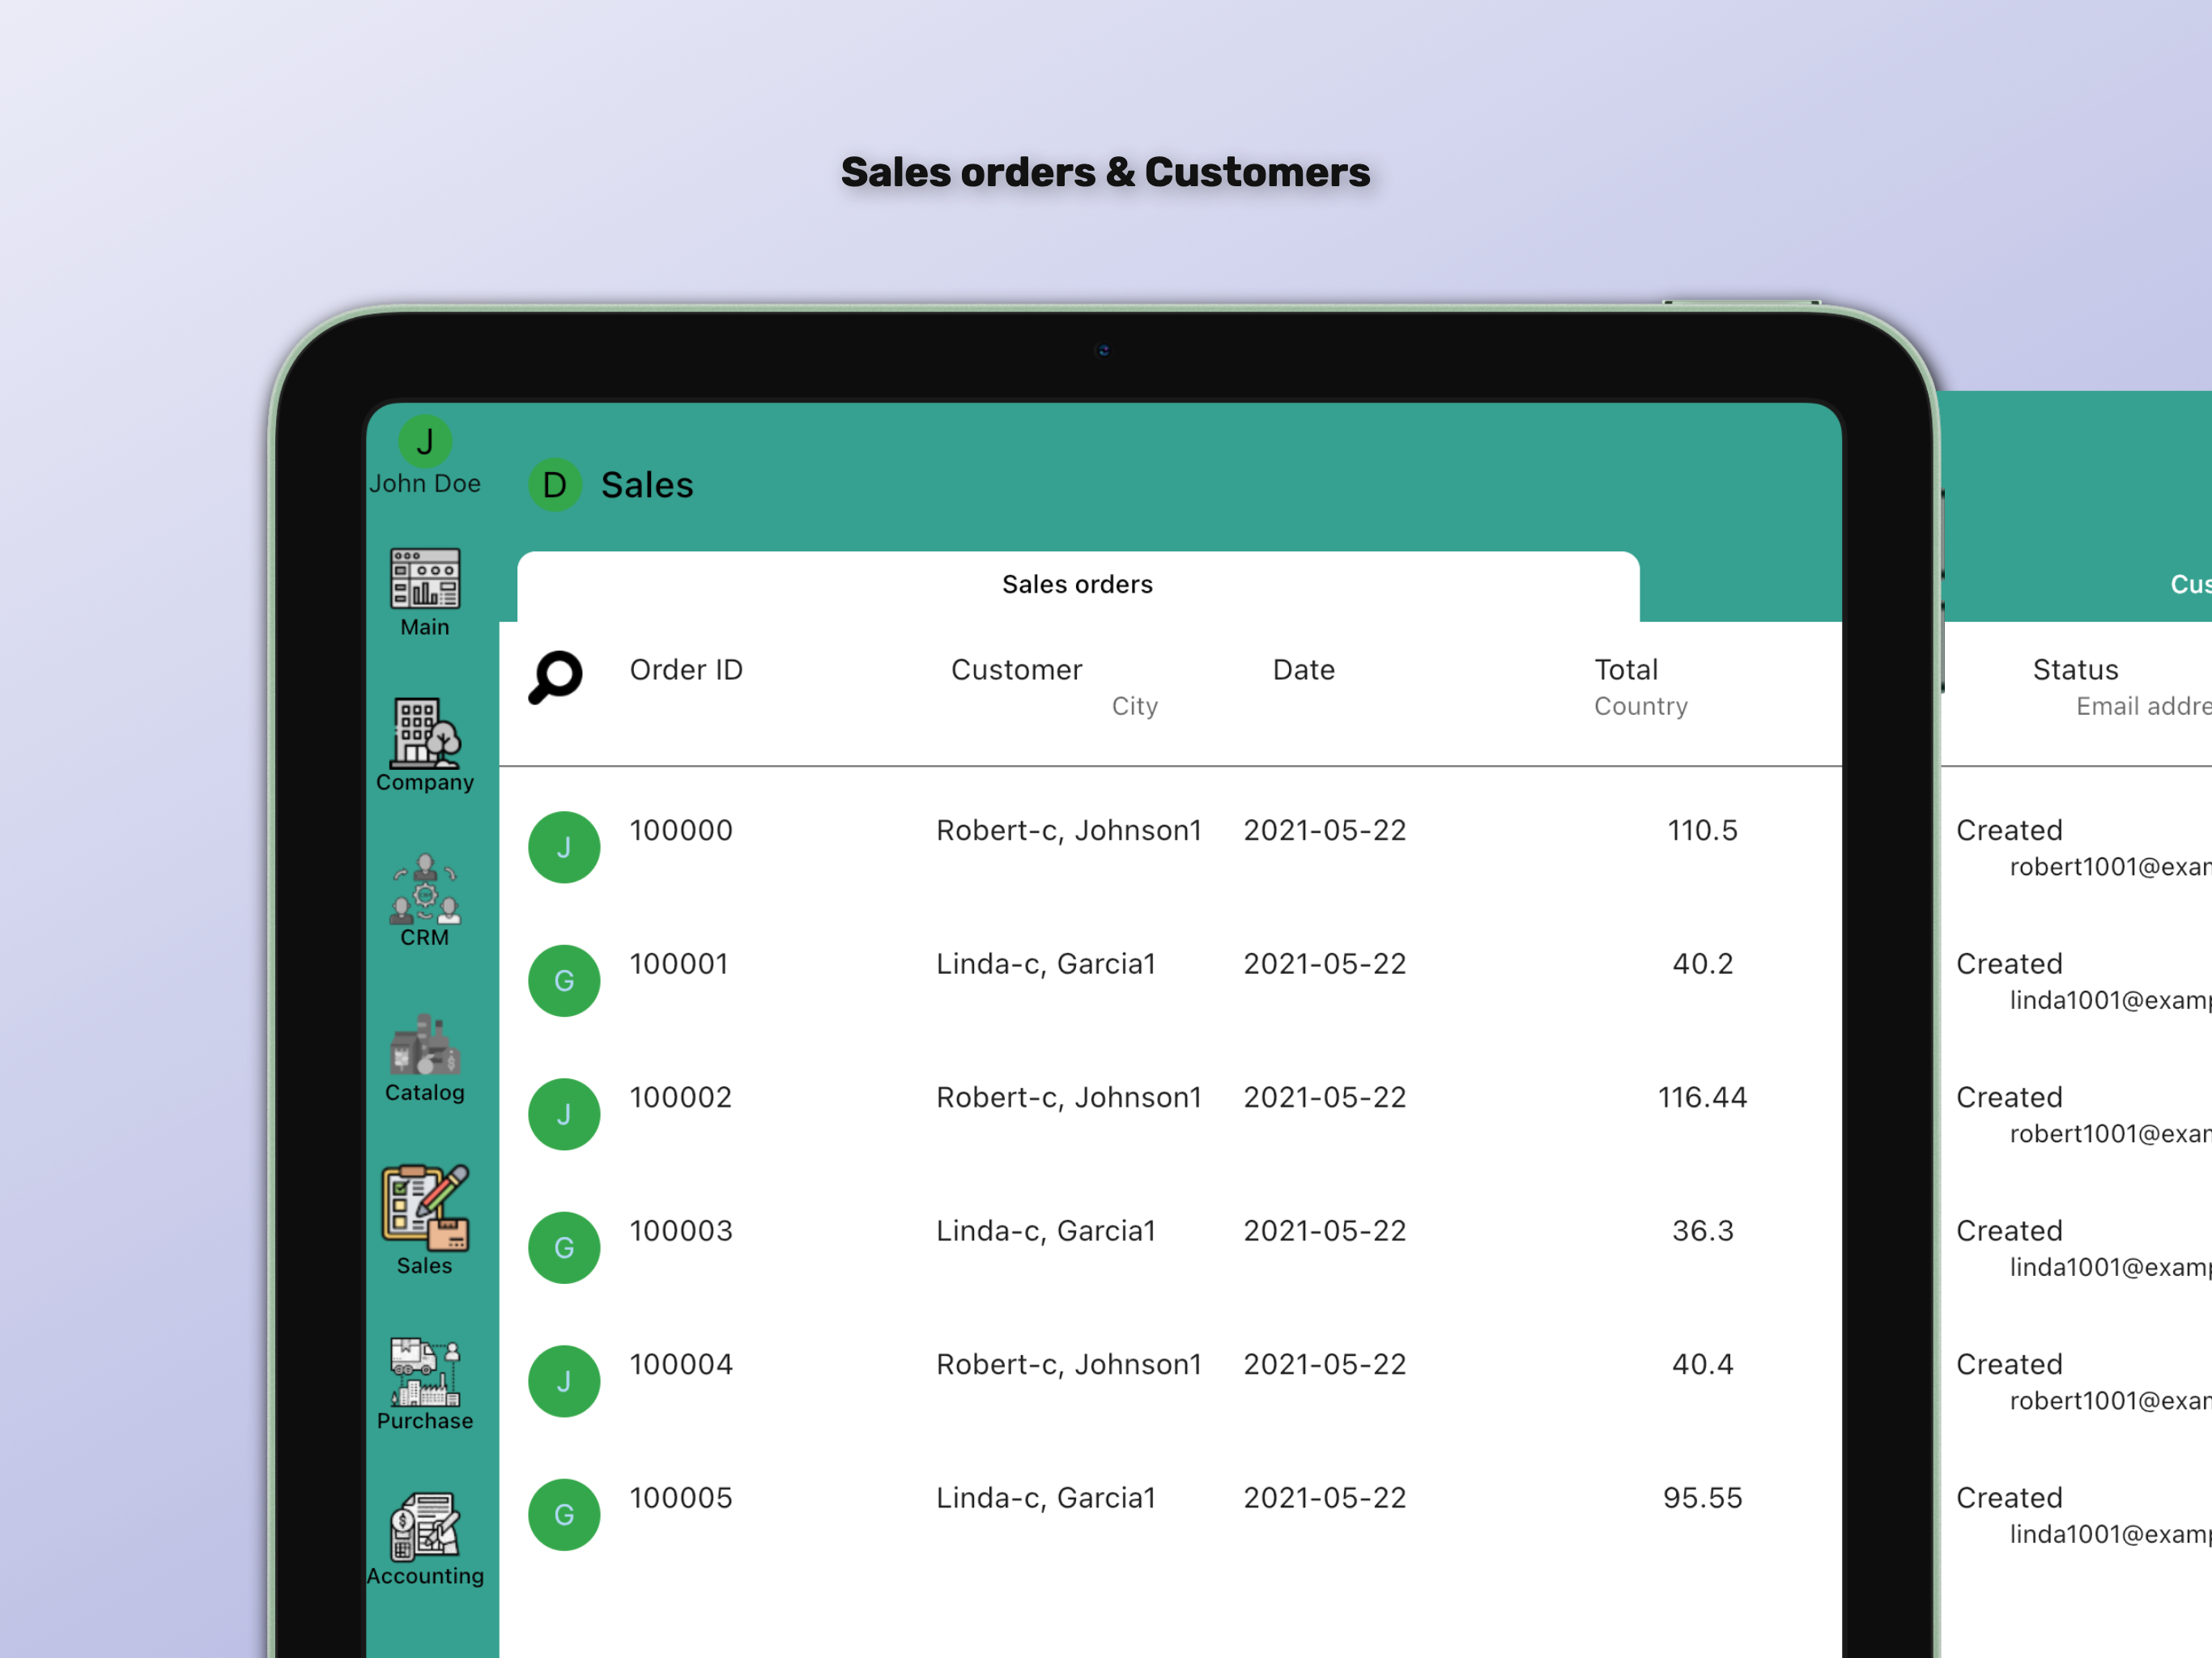 Sales orders & Customers
J
John Doe
D Sales
Main
Company
CRM
Catalog
Sales
Purchase
Accounting
Sales orders
Cus
Order ID Customer Date Total Status
City Country Email addre
J 100000 Robert-c, Johnson1 2021-05-22 110.5 Created
robert1001@exam
G 100001 Linda-c, Garcia1 2021-05-22 40.2 Created
linda1001@examp
J 100002 Robert-c, Johnson1 2021-05-22 116.44 Created
robert1001@exam
G 100003 Linda-c, Garcia1 2021-05-22 36.3 Created
linda1001@examp
J 100004 Robert-c, Johnson1 2021-05-22 40.4 Created
robert1001@exam
G 100005 Linda-c, Garcia1 2021-05-22 95.55 Created
linda1001@examp